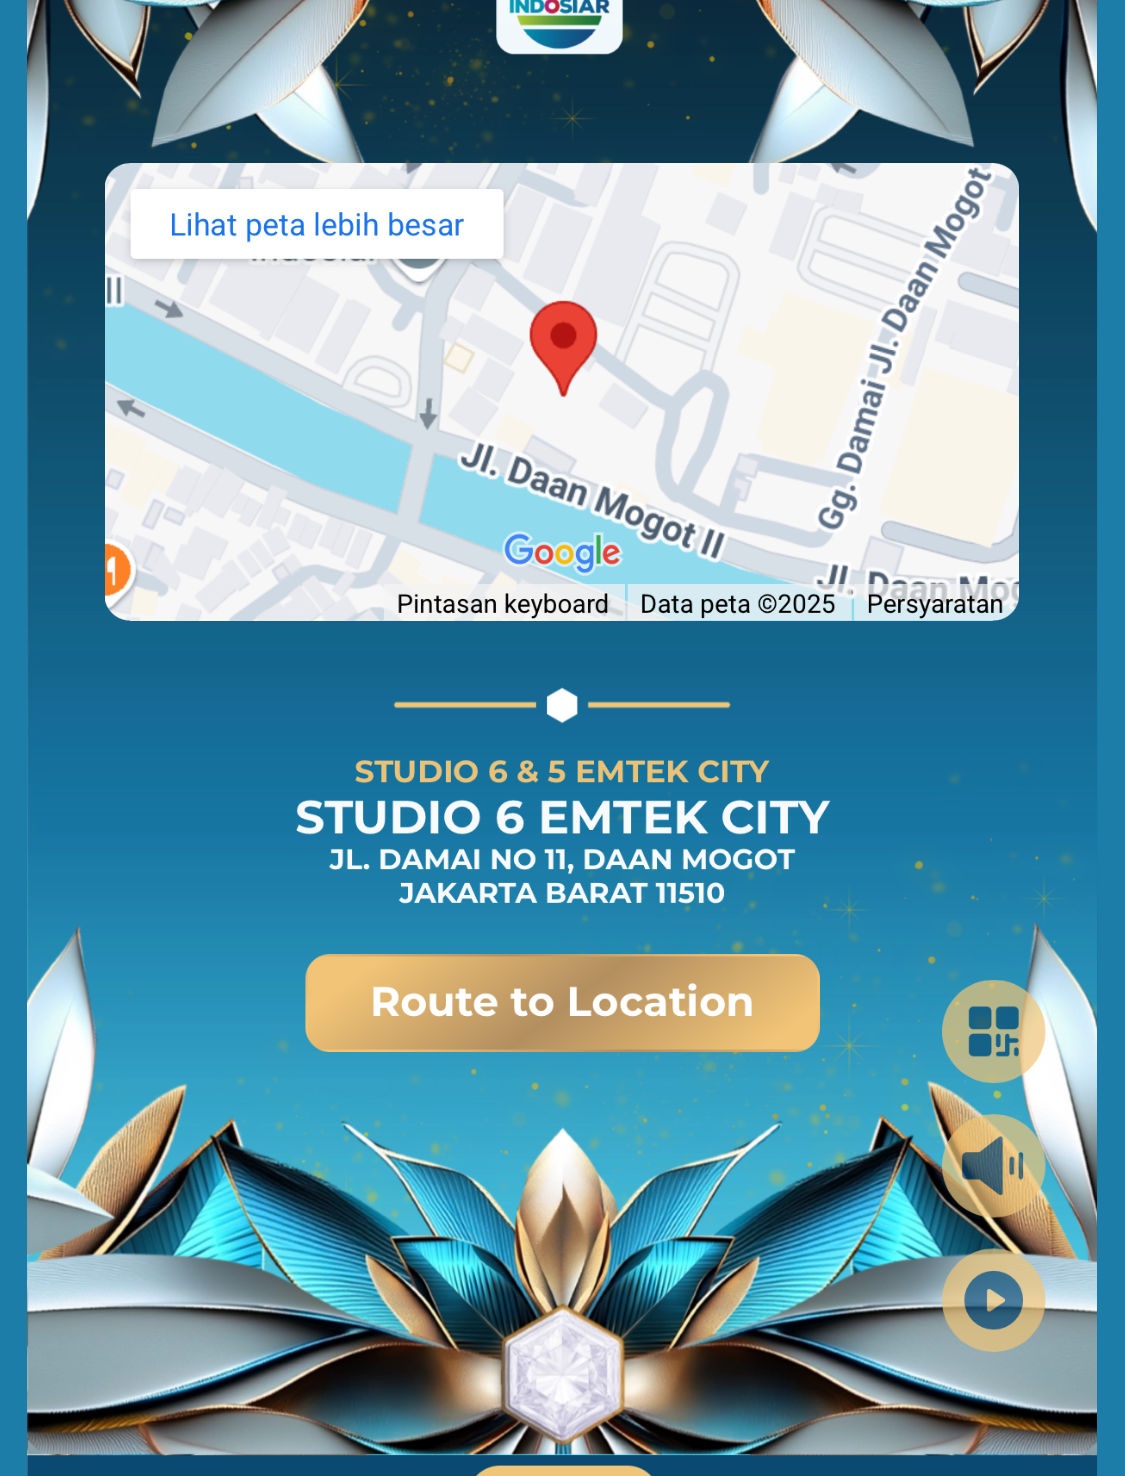 INDOSIAR
Lihat peta lebih besar
Jl. Daan Mogot
Gg. Damai
Jl. Daan Mogot II
Google
Jl. Daan
Pintasan keyboard
Data peta ©2025
Persyaratan
STUDIO 6 & 5 EMTEK CITY
STUDIO 6 EMTEK CITY
JL. DAMAI NO 11, DAAN MOGOT
JAKARTA BARAT 11510
Route to Location